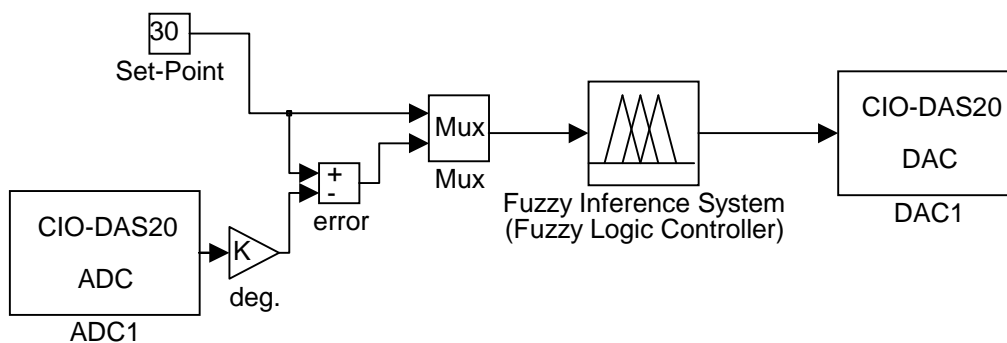 30
Set-Point
CIO-DAS20
ADC
ADC1
K
deg.
+
-
error
Mux
Mux
Fuzzy Inference System
(Fuzzy Logic Controller)
CIO-DAS20
DAC
DAC1